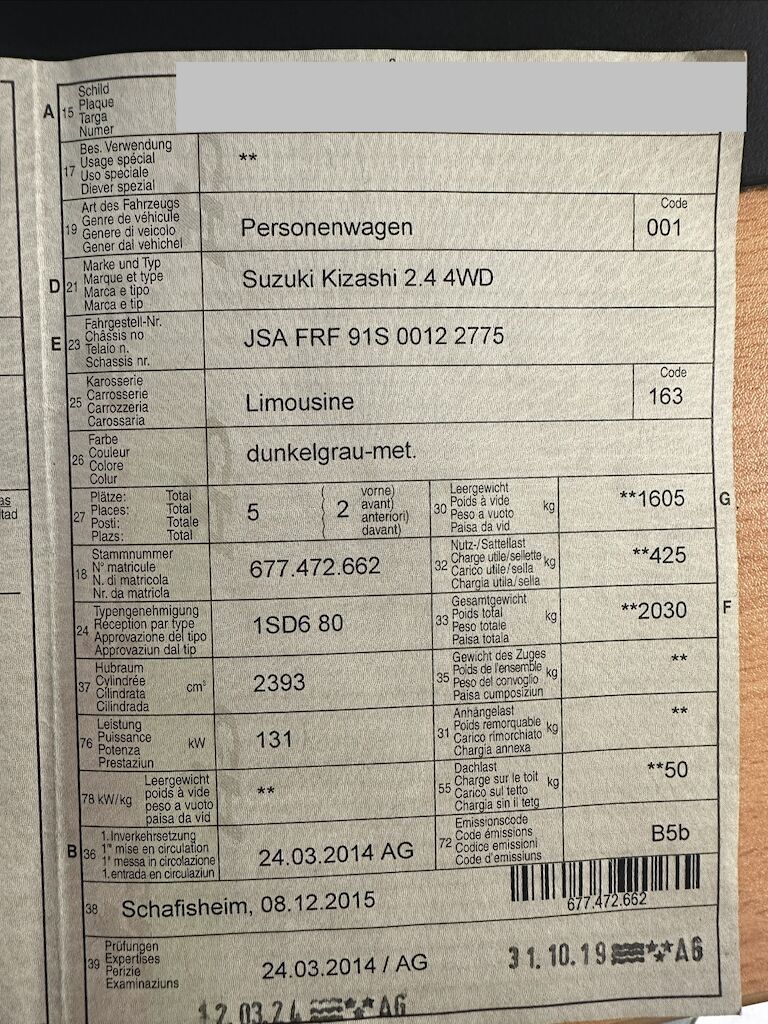 A 15 Schild
Plaque
Targa
Numer
17 Bes. Verwendung
Usage spécial
Uso speciale
Diever spezial
**
19 Art des Fahrzeugs
Genre de véhicule
Genere di veicolo
Gener dal vehichel
Personenwagen
Code
001
D 21 Marke und Typ
Marque et type
Marca e tipo
Marca e tip
Suzuki Kizashi 2.4 4WD
E 23 Fahrgestell-Nr.
Châssis no
Telaio n.
Schassis nr.
JSA FRF 91S 0012 2775
25 Karosserie
Carrosserie
Carrozzeria
Carossaria
Limousine
Code
163
26 Farbe
Couleur
Colore
Colur
dunkelgrau-met.
27 Plätze: Total
Places: Total
Posti: Totale
Plazs: Total
5 ( 2 vorne)
avant)
anteriori)
davant)
30 Leergewicht
Poids à vide
Peso a vuoto
Paisa da vid
kg
**1605 G
18 Stammnummer
N° matricule
N. di matricola
Nr. da matricla
677.472.662
32 Nutz-/Sattellast
Charge utile/sellette
Carico utile/sella
Chargia utila/sella
kg
**425
24 Typengenehmigung
Réception par type
Approvazione del tipo
Approvaziun dal tip
1SD6 80
33 Gesamtgewicht
Poids total
Peso totale
Paisa totala
kg
**2030 F
37 Hubraum
Cylindrée
Cilindrata
Cilindrada
cm³
2393
35 Gewicht des Zuges
Poids de l'ensemble
Peso del convoglio
Paisa cumposiziun
kg
**
76 Leistung
Puissance
Potenza
Prestaziun
kW
131
31 Anhängelast
Poids remorquable
Carico rimorchiato
Chargia annexa
kg
**
78 kW/kg Leergewicht
poids à vide
peso a vuoto
paisa da vid
**
55 Dachlast
Charge sur le toit
Carico sul tetto
Chargia sin il tetg
kg
**50
B 36 1.Inverkehrsetzung
1re mise en circulation
1a messa in circolazione
1.entrada en circulaziun
24.03.2014 AG
72 Emissionscode
Code émissions
Codice emissioni
Code d'emissiuns
B5b
38 Schafisheim, 08.12.2015
677.472.662
39 Prüfungen
Expertises
Perizie
Examinaziuns
24.03.2014 / AG
31.10.19 ** AG
12.03.24 ** AG